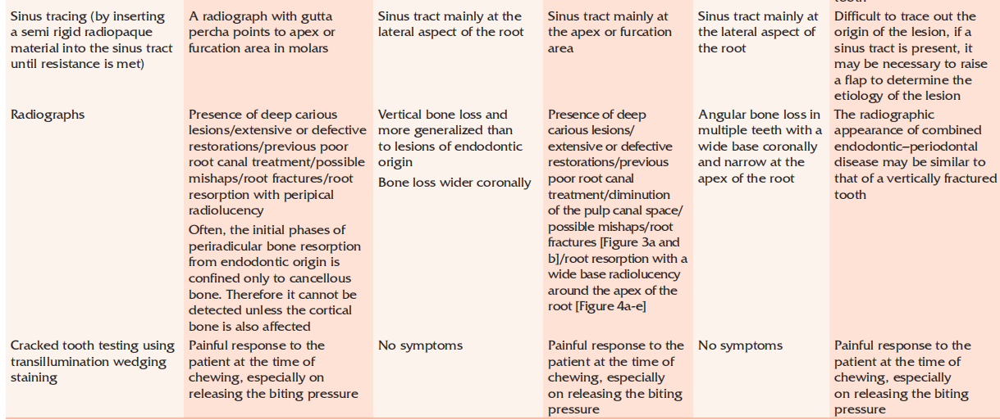 Sinus tracing (by inserting
a semi rigid radiopaque
material into the sinus tract
until resistance is met)
A radiograph with gutta
percha points to apex or
furcation area in molars
Sinus tract mainly at the
lateral aspect of the root
Sinus tract mainly at
the apex or furcation
area
Sinus tract mainly at
the lateral aspect of
the root
Difficult to trace out the
origin of the lesion, if a
sinus tract is present, it
may be necessary to raise
a flap to determine the
etiology of the lesion
Radiographs
Presence of deep carious
lesions/extensive or defective
restorations/previous poor
root canal treatment/possible
mishaps/root fractures/root
resorption with peripical
radiolucency
Often, the initial phases of
periradicular bone resorption
from endodontic origin is
confined only to cancellous
bone. Therefore it cannot be
detected unless the cortical
bone is also affected
Vertical bone loss and
more generalized than
to lesions of endodontic
origin
Bone loss wider coronally
Presence of deep
carious lesions/
extensive or defective
restorations/previous
poor root canal
treatment/diminution
of the pulp canal space/
possible mishaps/root
fractures [Figure 3a and
b]/root resorption with a
wide base radiolucency
around the apex of the
root [Figure 4a-e]
Angular bone loss in
multiple teeth with a
wide base coronally
and narrow at the
apex of the root
The radiographic
appearance of combined
endodontic–periodontal
disease may be similar to
that of a vertically fractured
tooth
Cracked tooth testing using
transillumination wedging
staining
Painful response to the
patient at the time of
chewing, especially on
releasing the biting pressure
No symptoms
Painful response to the
patient at the time of
chewing, especially
on releasing the biting
pressure
No symptoms
Painful response to the
patient at the time of
chewing, especially
on releasing the biting
pressure